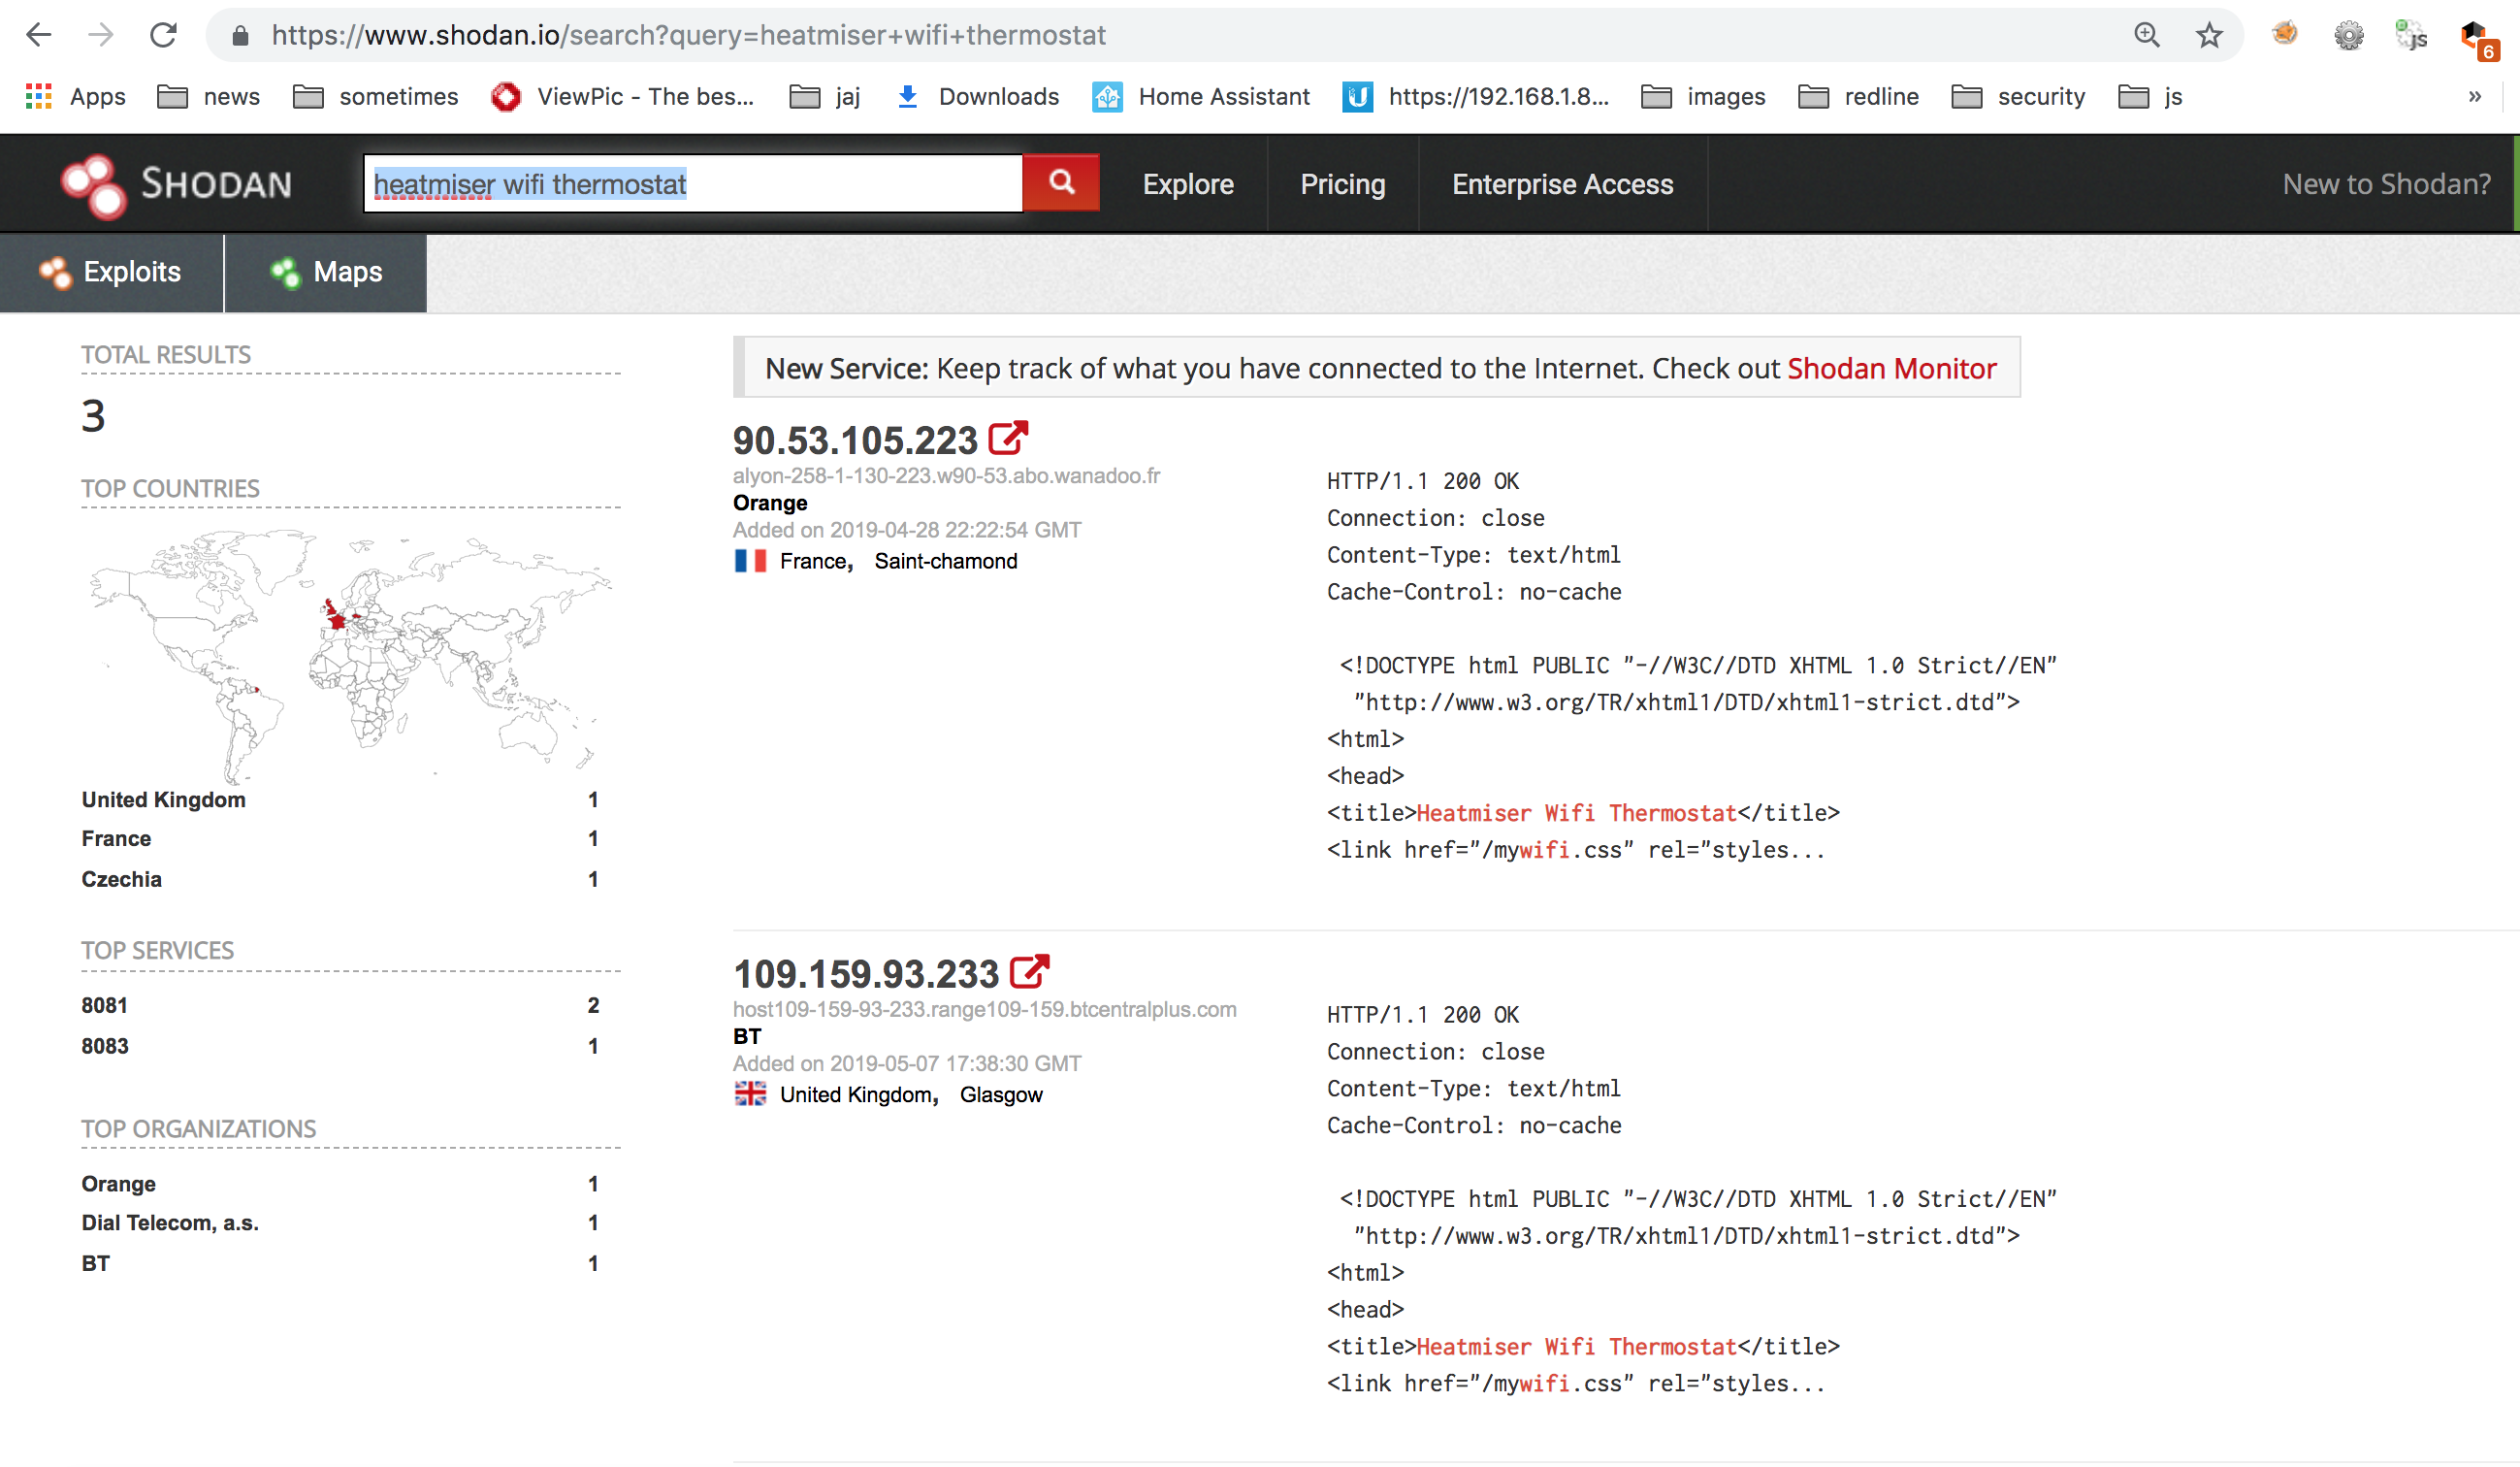 https://www.shodan.io/search?query=heatmiser+wifi+thermostat
js
6
Apps news sometimes ViewPic - The bes... jaj Downloads Home Assistant https://192.168.1.8... images redline security js »
SHODAN
heatmiser wifi thermostat
Explore Pricing Enterprise Access New to Shodan?
Exploits Maps
TOTAL RESULTS
3
TOP COUNTRIES
United Kingdom 1
France 1
Czechia 1
TOP SERVICES
8081 2
8083 1
TOP ORGANIZATIONS
Orange 1
Dial Telecom, a.s. 1
BT 1
New Service: Keep track of what you have connected to the Internet. Check out Shodan Monitor
90.53.105.223
alyon-258-1-130-223.w90-53.abo.wanadoo.fr
Orange
Added on 2019-04-28 22:22:54 GMT
France, Saint-chamond
HTTP/1.1 200 OK
Connection: close
Content-Type: text/html
Cache-Control: no-cache
<!DOCTYPE html PUBLIC "-//W3C//DTD XHTML 1.0 Strict//EN"
"http://www.w3.org/TR/xhtml1/DTD/xhtml1-strict.dtd">
<html>
<head>
<title>Heatmiser Wifi Thermostat</title>
<link href="/mywifi.css" rel="styles...
109.159.93.233
host109-159-93-233.range109-159.btcentralplus.com
BT
Added on 2019-05-07 17:38:30 GMT
United Kingdom, Glasgow
HTTP/1.1 200 OK
Connection: close
Content-Type: text/html
Cache-Control: no-cache
<!DOCTYPE html PUBLIC "-//W3C//DTD XHTML 1.0 Strict//EN"
"http://www.w3.org/TR/xhtml1/DTD/xhtml1-strict.dtd">
<html>
<head>
<title>Heatmiser Wifi Thermostat</title>
<link href="/mywifi.css" rel="styles...